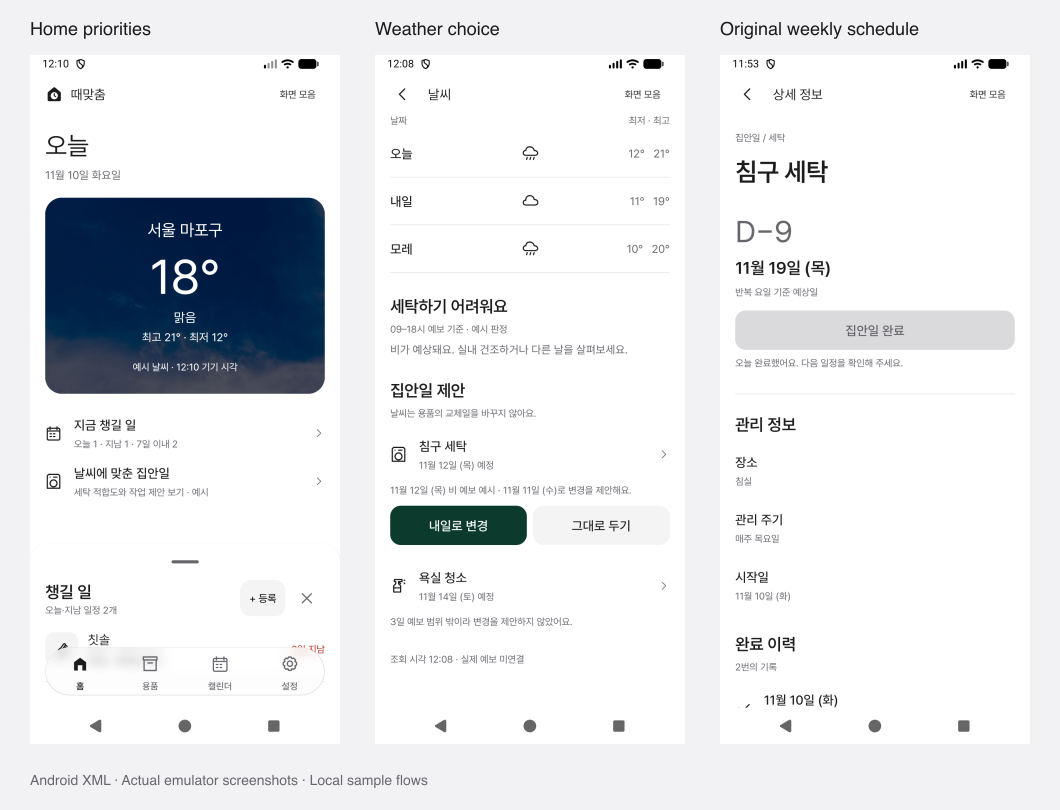 Home priorities
12:10
때맞춤
화면 모음
오늘
11월 10일 화요일
서울 마포구
18°
맑음
최고 21° · 최저 12°
예시 날씨 · 12:10 기기 시각
지금 챙길 일
오늘 1 · 지남 1 · 7일 이내 2
날씨에 맞춘 집안일
세탁 적합도와 작업 제안 보기 · 예시
챙길 일
오늘·지남 일정 2개
+ 등록
칫솔
지남
홈
용품
캘린더
설정
Weather choice
12:08
날씨
화면 모음
날짜
최저 · 최고
오늘
12° 21°
내일
11° 19°
모레
10° 20°
세탁하기 어려워요
09–18시 예보 기준 · 예시 판정
비가 예상돼요. 실내 건조하거나 다른 날을 살펴보세요.
집안일 제안
날씨는 용품의 교체일을 바꾸지 않아요.
침구 세탁
11월 12일 (목) 예정
11월 12일 (목) 비 예보 예시 · 11월 11일 (수)로 변경을 제안해요.
내일로 변경
그대로 두기
욕실 청소
11월 14일 (토) 예정
3일 예보 범위 밖이라 변경을 제안하지 않았어요.
조회 시각 12:08 · 실제 예보 미연결
Original weekly schedule
11:53
상세 정보
화면 모음
집안일 / 세탁
침구 세탁
D−9
11월 19일 (목)
반복 요일 기준 예상일
집안일 완료
오늘 완료했어요. 다음 일정을 확인해 주세요.
관리 정보
장소
침실
관리 주기
매주 목요일
시작일
11월 10일 (화)
완료 이력
2번의 기록
11월 10일 (화)
Android XML · Actual emulator screenshots · Local sample flows